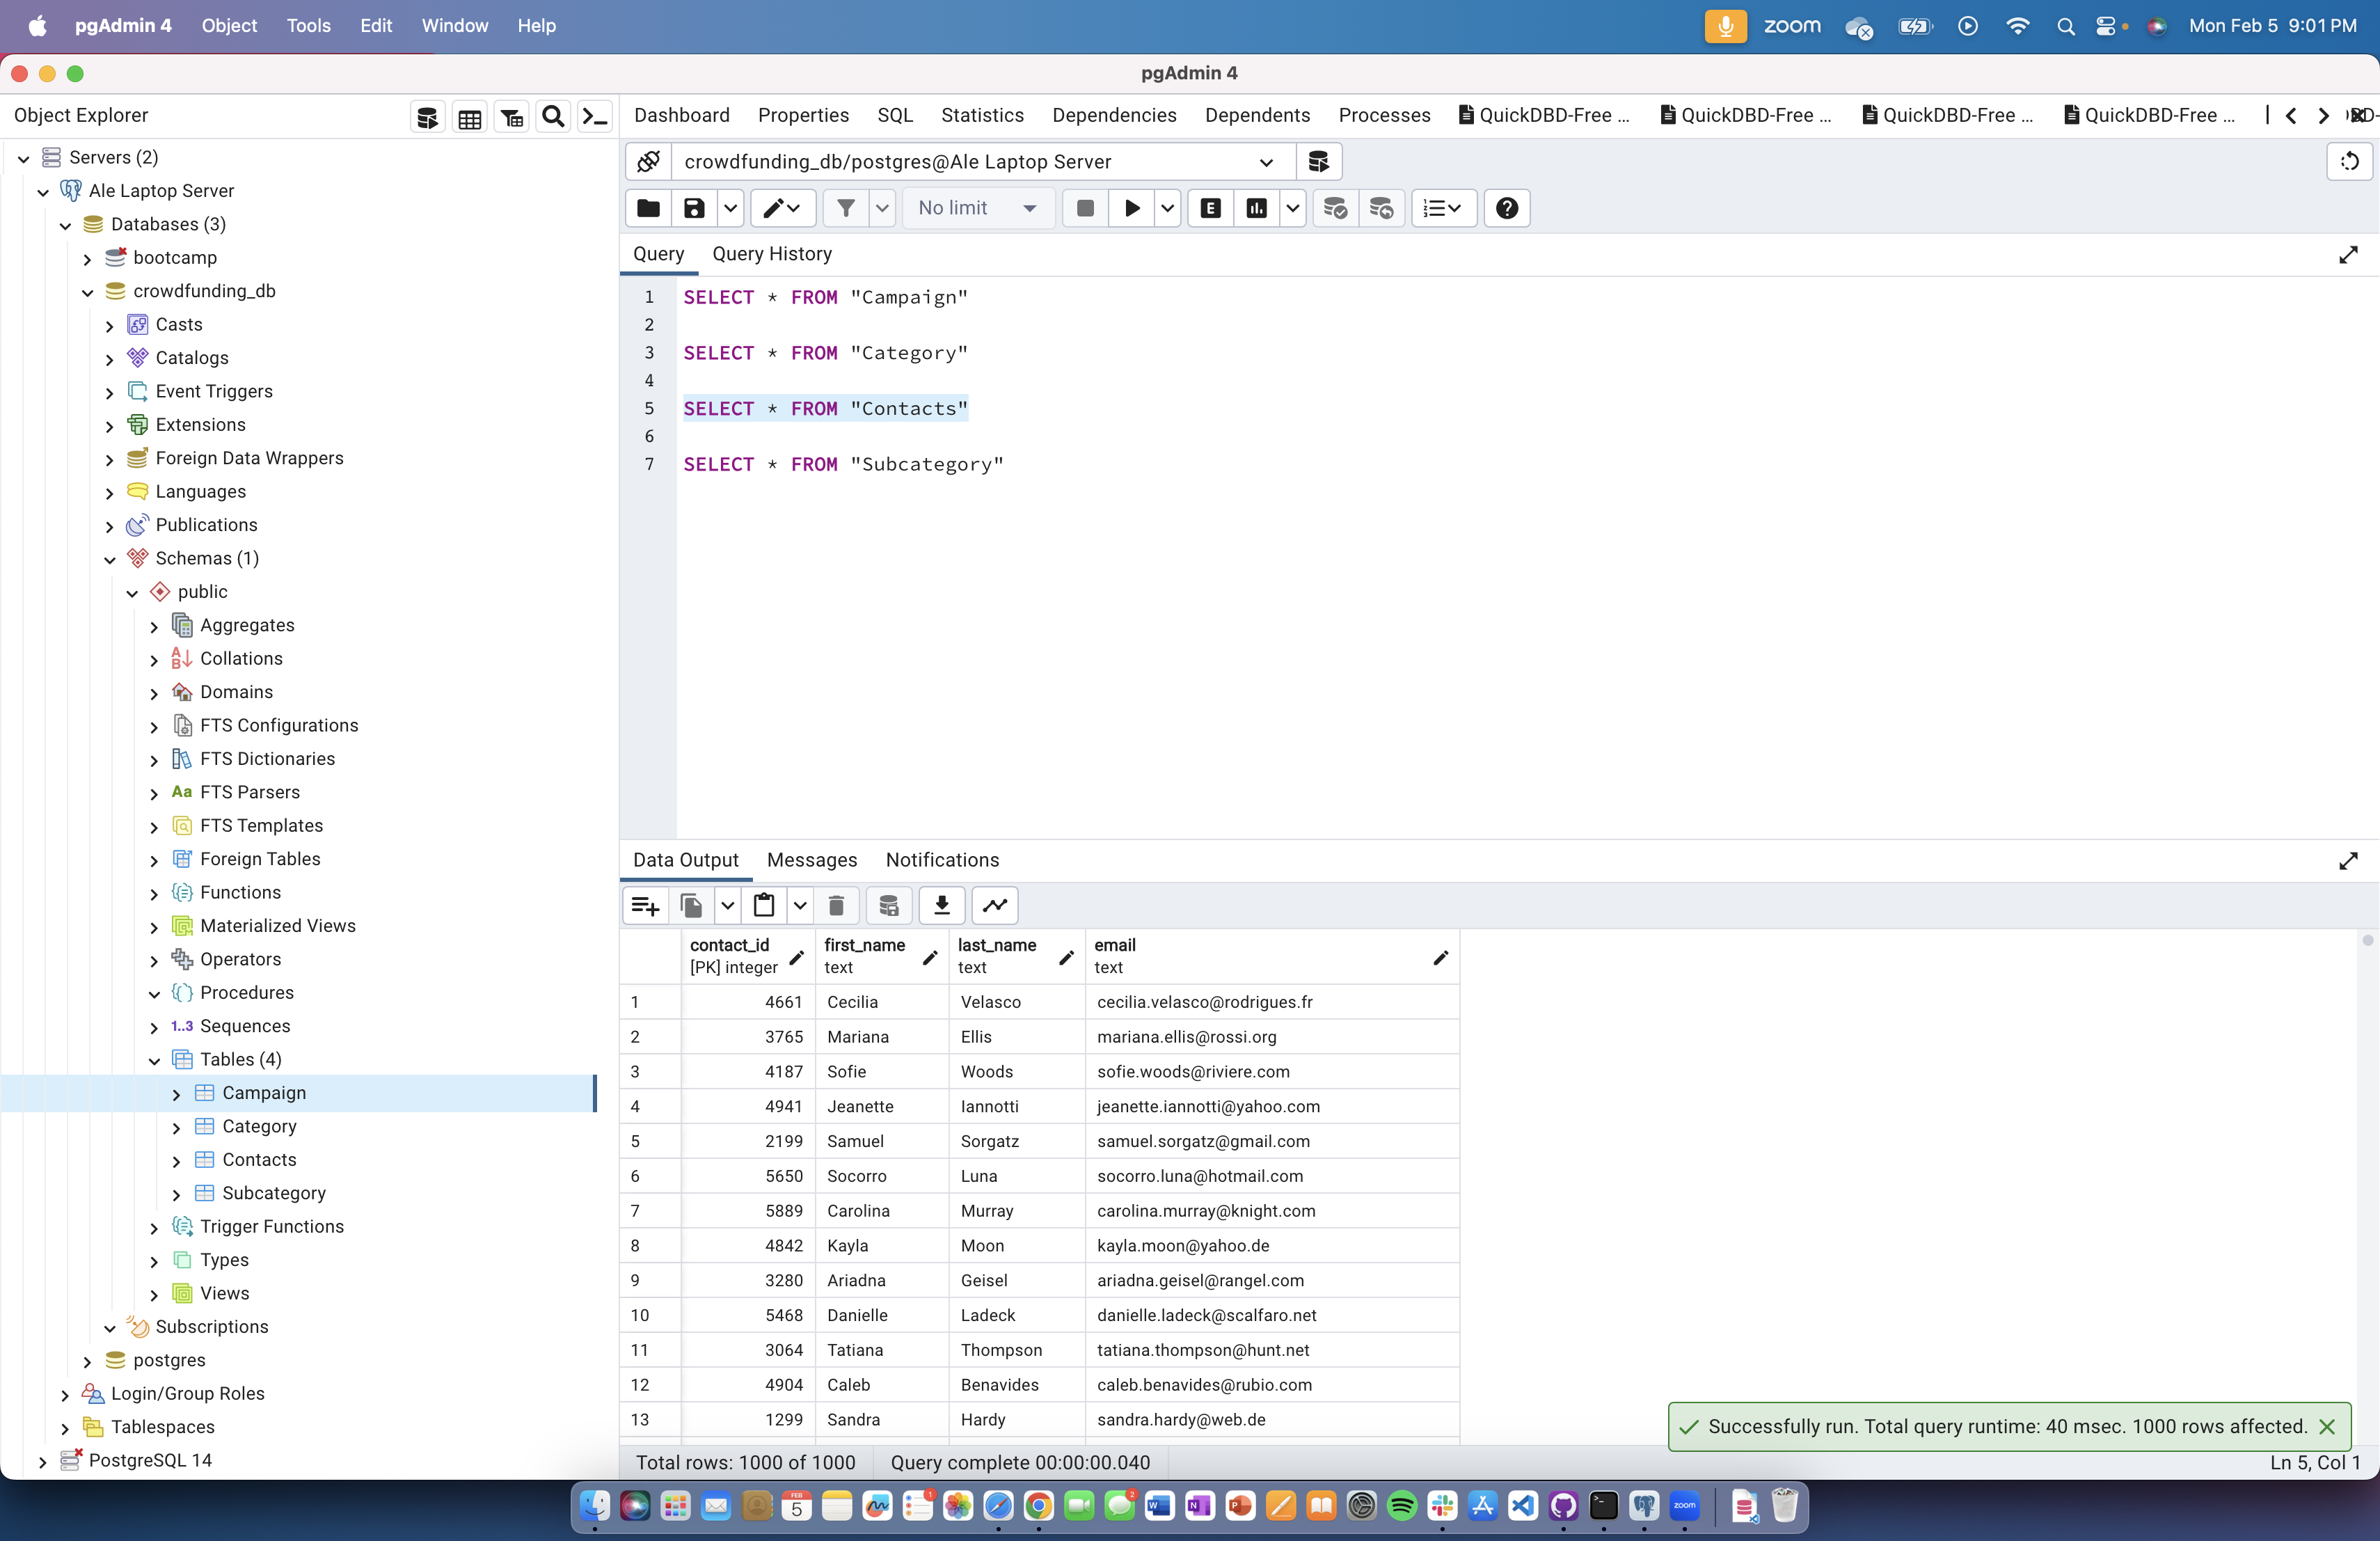 pgAdmin 4 Object Tools Edit Window Help zoom Mon Feb 5 9:01 PM
pgAdmin 4
Object Explorer
Dashboard Properties SQL Statistics Dependencies Dependents Processes QuickDBD-Free ... QuickDBD-Free ... QuickDBD-Free ... QuickDBD-Free ...
Servers (2)
Ale Laptop Server
Databases (3)
bootcamp
crowdfunding_db
Casts
Catalogs
Event Triggers
Extensions
Foreign Data Wrappers
Languages
Publications
Schemas (1)
public
Aggregates
Collations
Domains
FTS Configurations
FTS Dictionaries
Aa FTS Parsers
FTS Templates
Foreign Tables
Functions
Materialized Views
Operators
Procedures
1..3 Sequences
Tables (4)
Campaign
Category
Contacts
Subcategory
Trigger Functions
Types
Views
Subscriptions
postgres
Login/Group Roles
Tablespaces
PostgreSQL 14
crowdfunding_db/postgres@Ale Laptop Server
No limit
E
Query Query History
1 SELECT * FROM "Campaign"
2
3 SELECT * FROM "Category"
4
5 SELECT * FROM "Contacts"
6
7 SELECT * FROM "Subcategory"
Data Output Messages Notifications
contact_id first_name last_name email
[PK] integer text text text
1 4661 Cecilia Velasco cecilia.velasco@rodrigues.fr
2 3765 Mariana Ellis mariana.ellis@rossi.org
3 4187 Sofie Woods sofie.woods@riviere.com
4 4941 Jeanette Iannotti jeanette.iannotti@yahoo.com
5 2199 Samuel Sorgatz samuel.sorgatz@gmail.com
6 5650 Socorro Luna socorro.luna@hotmail.com
7 5889 Carolina Murray carolina.murray@knight.com
8 4842 Kayla Moon kayla.moon@yahoo.de
9 3280 Ariadna Geisel ariadna.geisel@rangel.com
10 5468 Danielle Ladeck danielle.ladeck@scalfaro.net
11 3064 Tatiana Thompson tatiana.thompson@hunt.net
12 4904 Caleb Benavides caleb.benavides@rubio.com
13 1299 Sandra Hardy sandra.hardy@web.de
Successfully run. Total query runtime: 40 msec. 1000 rows affected.
Total rows: 1000 of 1000 Query complete 00:00:00.040 Ln 5, Col 1
FEB
5
1
2
zoom